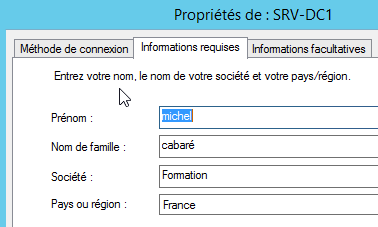 Propriétés de : SRV-DC1
Méthode de connexion Informations requises Informations facultatives
Entrez votre nom, le nom de votre société et votre pays/région.
Prénom : michel
Nom de famille : cabaré
Société : Formation
Pays ou région : France